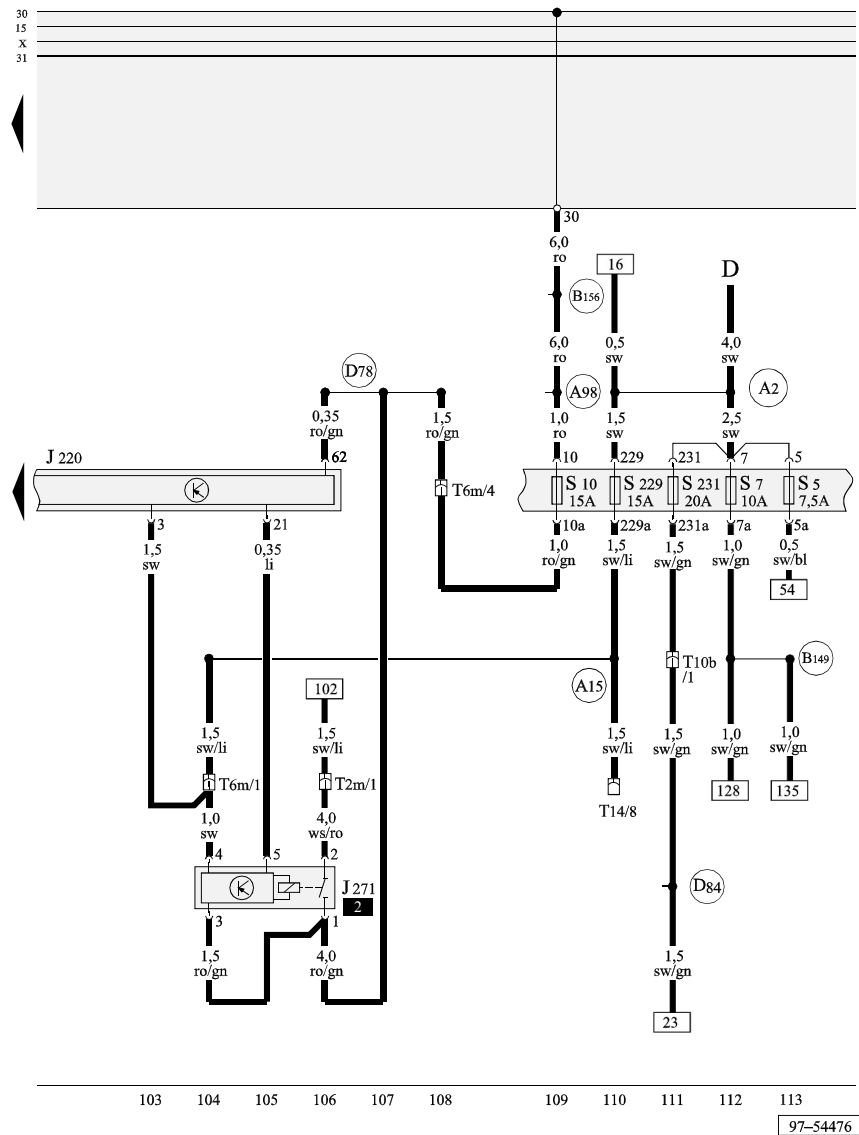 30
15
X
31
30
6,0
ro
16
D
B156
6,0
ro
0,5
sw
4,0
sw
D78
A98
A2
0,35
ro/gn
1,5
ro/gn
1,0
ro
1,5
sw
2,5
sw
J 220
62
10
229
231
7
5
T6m/4
S 10
15A
S 229
15A
S 231
20A
S 7
10A
S 5
7,5A
3
21
10a
229a
231a
7a
5a
1,5
sw
0,35
li
1,0
ro/gn
1,5
sw/li
1,5
sw/gn
1,0
sw/gn
0,5
sw/bl
54
T10b
/1
B149
102
A15
1,5
sw/li
1,5
sw/li
1,5
sw/li
1,5
sw/gn
1,0
sw/gn
1,0
sw/gn
T6m/1
T2m/1
128
135
T14/8
1,0
sw
4,0
ws/ro
4
5
2
J 271
2
D84
3
1
1,5
ro/gn
4,0
ro/gn
1,5
sw/gn
23
103 104 105 106 107 108 109 110 111 112 113
97–54476